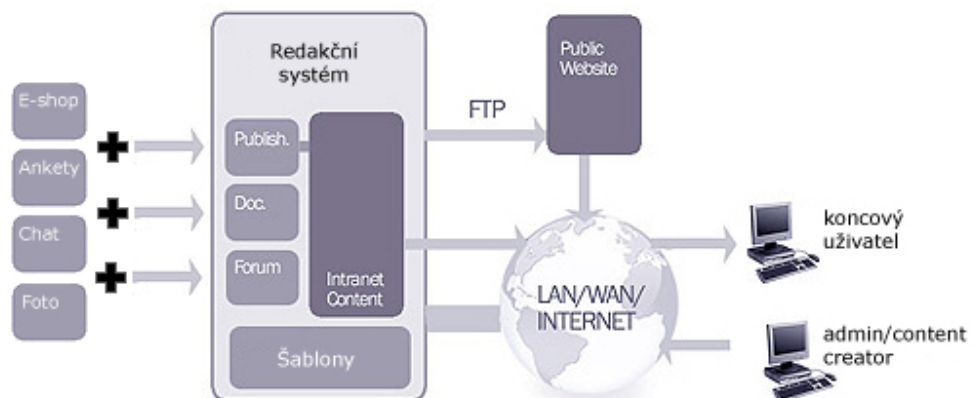 E-shop
Ankety
Chat
Foto
Redakční
systém
Publish.
Doc.
Forum
Intranet
Content
Šablony
FTP
Public
Website
LAN/WAN/
INTERNET
koncový
uživatel
admin/content
creator